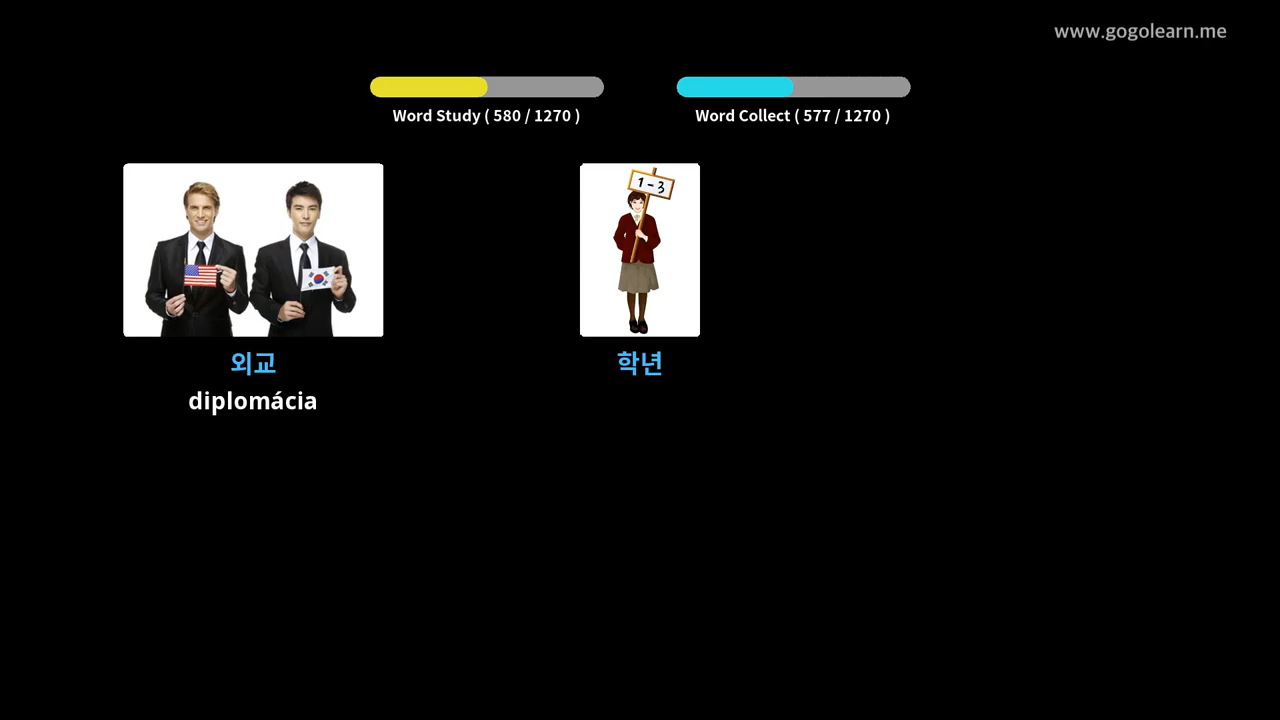 www.gogolearn.me
Word Study ( 580 / 1270 )
Word Collect ( 577 / 1270 )
1 - 3
외교
학년
diplomácia